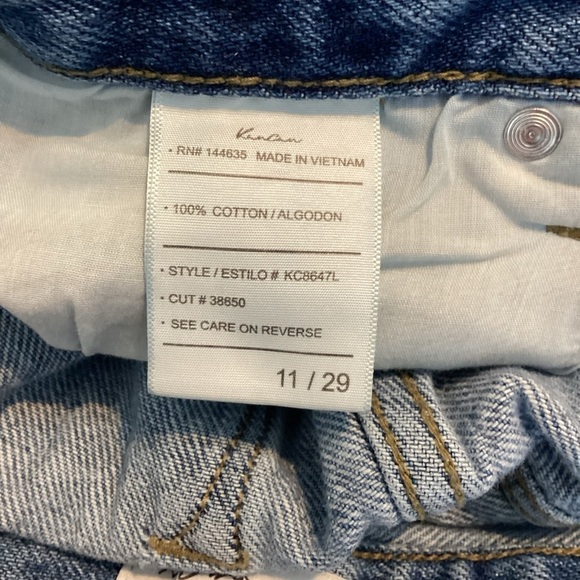 KanCan
• RN# 144635 MADE IN VIETNAM
• 100% COTTON / ALGODON
• STYLE / ESTILO # KC8647L
• CUT # 38650
• SEE CARE ON REVERSE
11 / 29